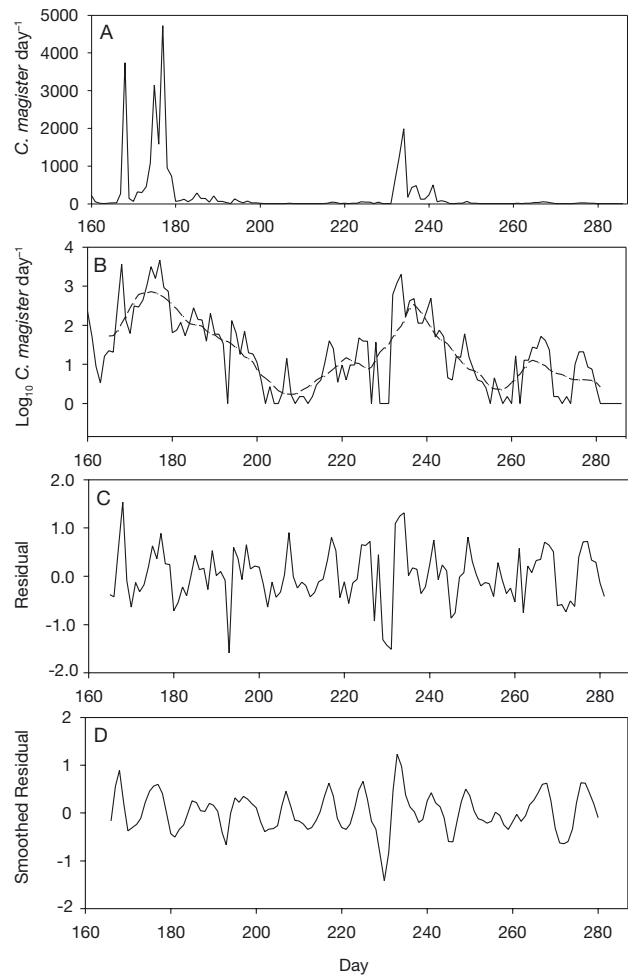 A
5000
4000
3000
2000
1000
0
C. magister day⁻¹
160 180 200 220 240 260 280
B
4
3
2
1
0
Log₁₀ C. magister day⁻¹
160 180 200 220 240 260 280
C
2.0
1.0
0.0
-1.0
-2.0
Residual
160 180 200 220 240 260 280
D
2
1
0
-1
-2
Smoothed Residual
160 180 200 220 240 260 280
Day